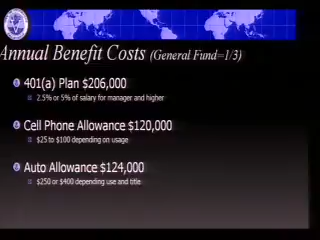 Annual Benefit Costs (General Fund=1/3)
401(a) Plan $206,000
2.5% or 5% of salary for manager and higher
Cell Phone Allowance $120,000
$25 to $100 depending on usage
Auto Allowance $124,000
$250 or $400 depending use and title